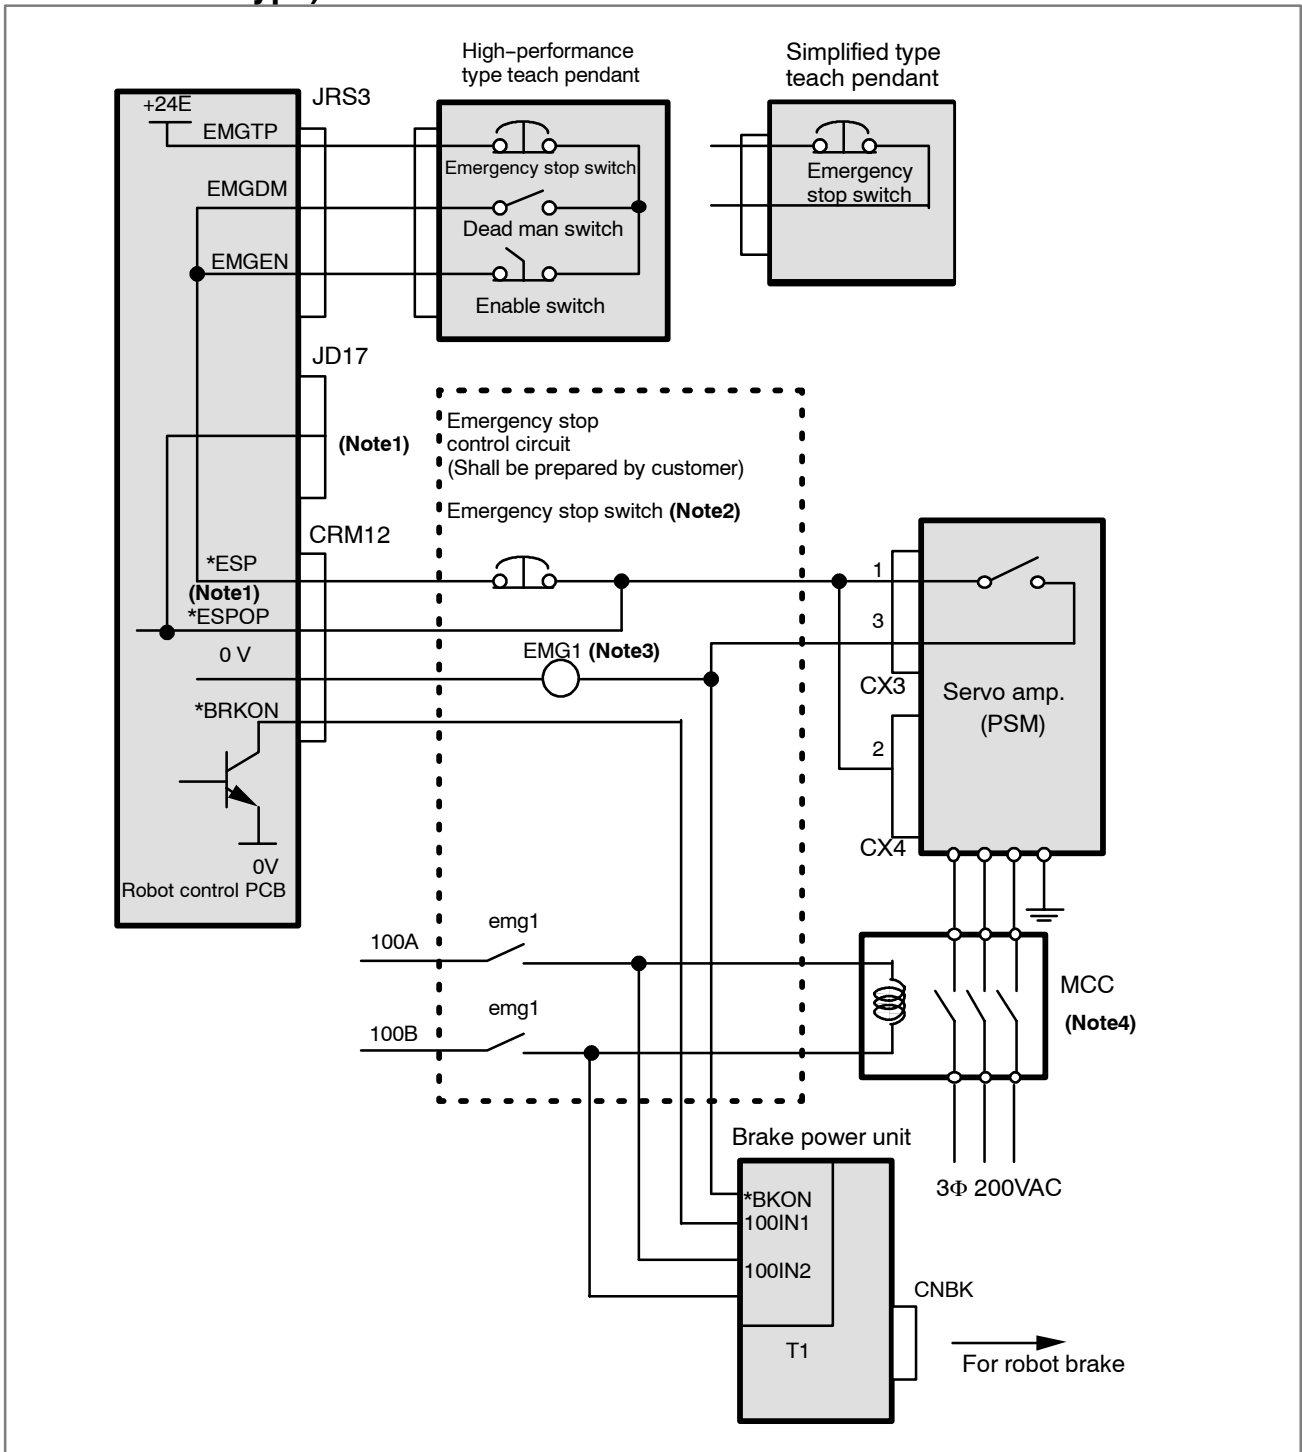 High-performance
type teach pendant
Simplified type
teach pendant
JRS3
+24E
EMGTP
Emergency stop switch
EMGDM
Dead man switch
EMGEN
Enable switch
Emergency
stop switch
JD17
(Note1)
Emergency stop
control circuit
(Shall be prepared by customer)
Emergency stop switch (Note2)
CRM12
*ESP
(Note1)
*ESPOP
0 V
EMG1 (Note3)
*BRKON
0V
Robot control PCB
1
3
CX3
Servo amp.
(PSM)
2
CX4
emg1
100A
emg1
100B
MCC
(Note4)
3Φ 200VAC
Brake power unit
*BKON
100IN1
100IN2
T1
CNBK
For robot brake